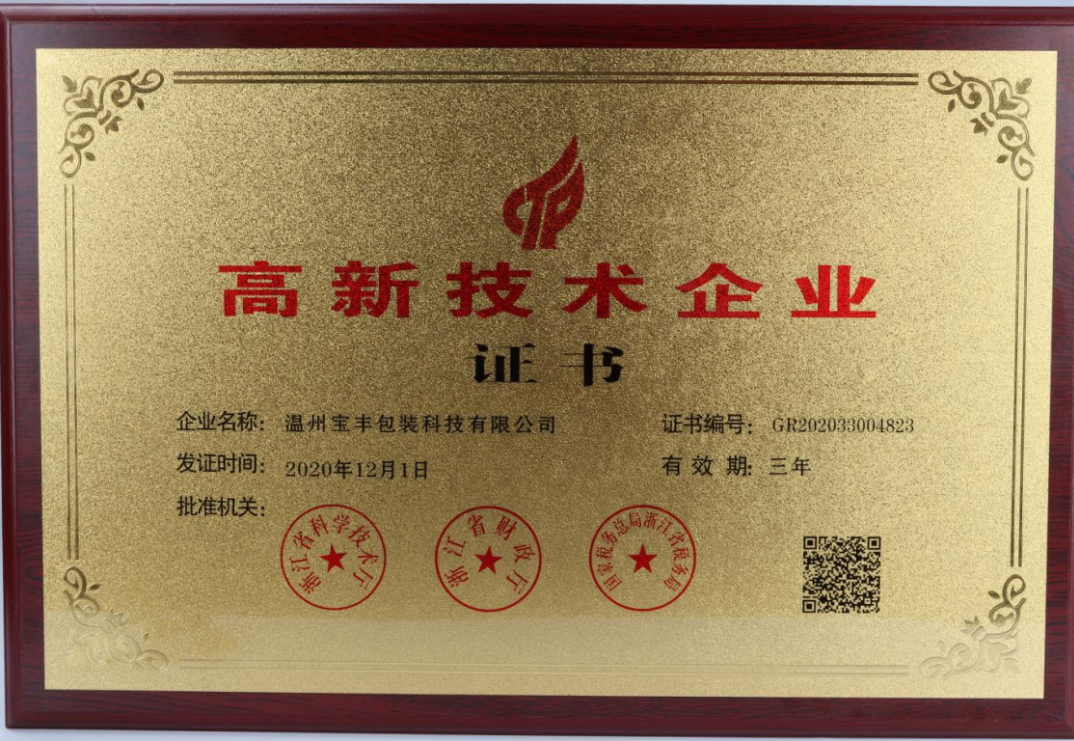 高新技术企业
证书
企业名称：温州宝丰包装科技有限公司
证书编号：GR202033004823
发证时间：2020年12月1日
有效期：三年
批准机关：
浙江省科学技术厅
浙江省财政厅
国家税务总局浙江省税务局